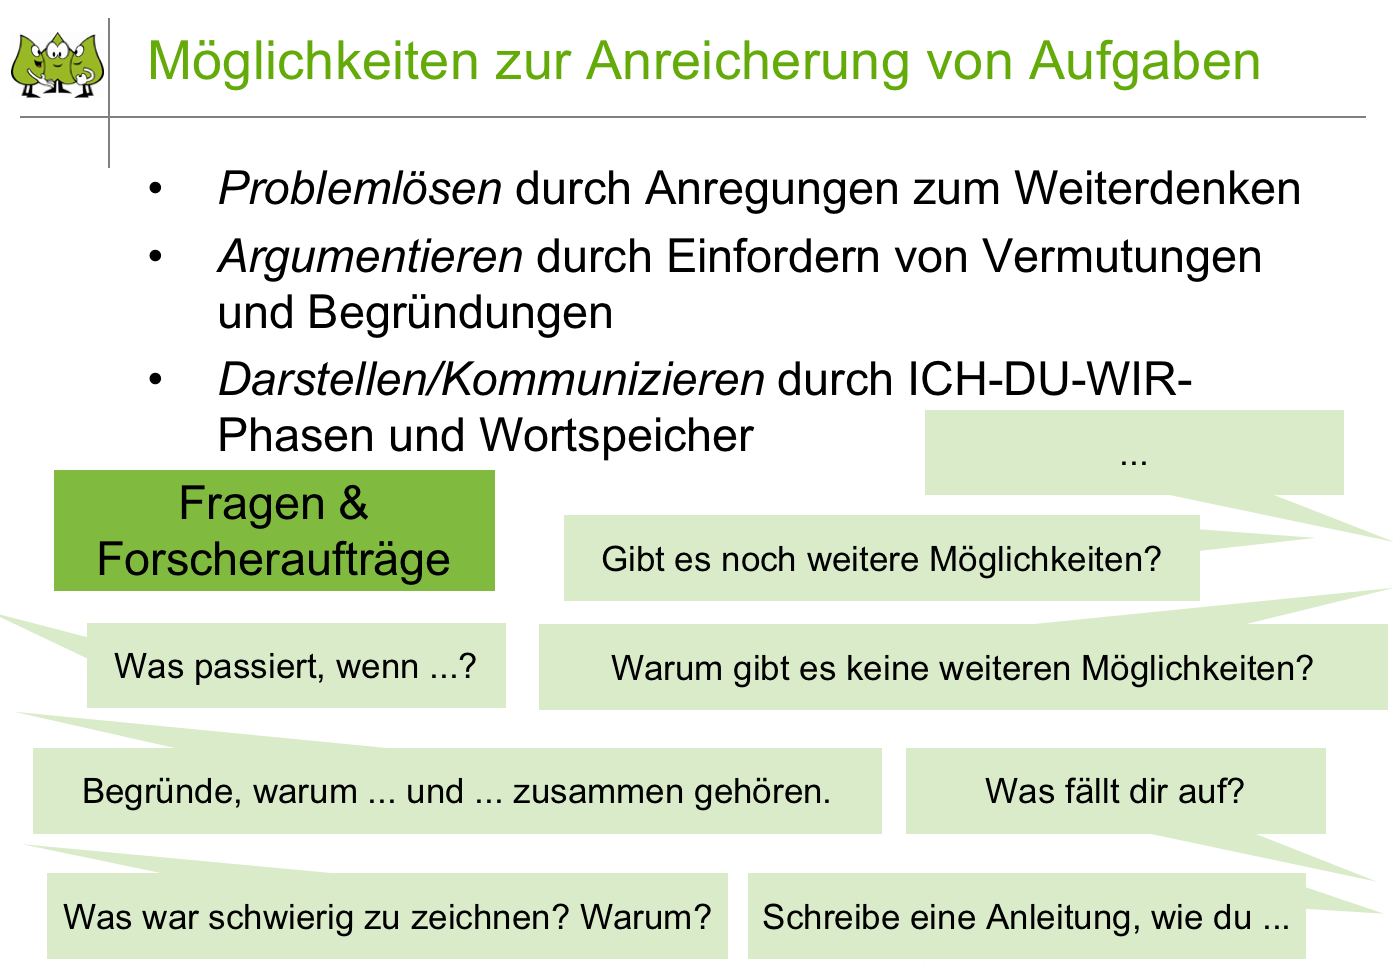 Möglichkeiten zur Anreicherung von Aufgaben
• Problemlösen durch Anregungen zum Weiterdenken
• Argumentieren durch Einfordern von Vermutungen
und Begründungen
• Darstellen/Kommunizieren durch ICH-DU-WIR-
Phasen und Wortspeicher
...
Fragen &
Forscheraufträge
Gibt es noch weitere Möglichkeiten?
Was passiert, wenn ...?
Warum gibt es keine weiteren Möglichkeiten?
Begründe, warum ... und ... zusammen gehören.
Was fällt dir auf?
Was war schwierig zu zeichnen? Warum?
Schreibe eine Anleitung, wie du ...